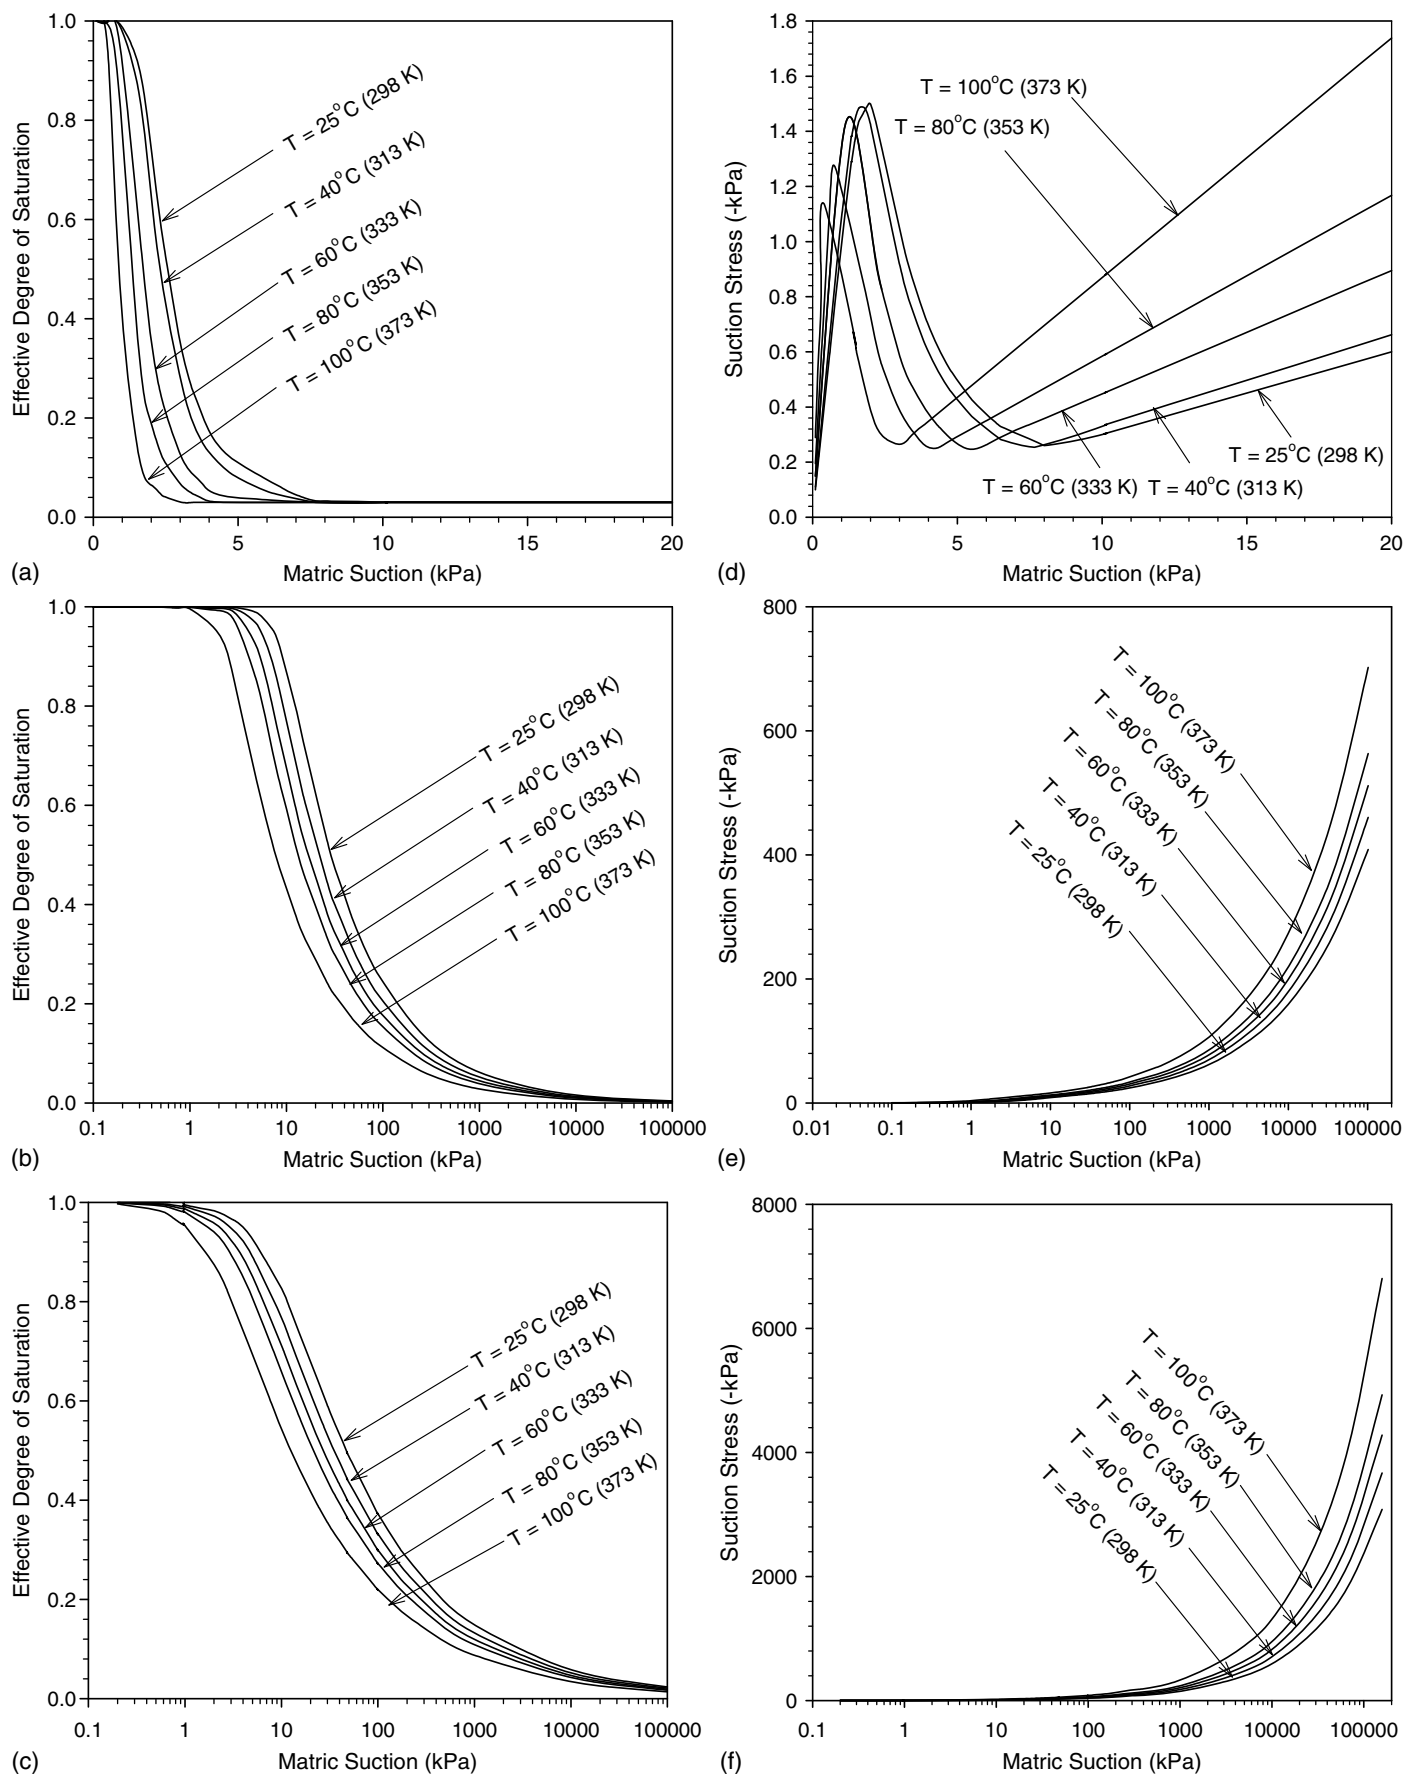 1.0
0.8
0.6
0.4
0.2
0.0
Effective Degree of Saturation
T = 25°C (298 K)
T = 40°C (313 K)
T = 60°C (333 K)
T = 80°C (353 K)
T = 100°C (373 K)
0 5 10 15 20
(a) Matric Suction (kPa)
1.8
1.6
1.4
1.2
1.0
0.8
0.6
0.4
0.2
0.0
Suction Stress (-kPa)
T = 100°C (373 K)
T = 80°C (353 K)
T = 25°C (298 K)
T = 60°C (333 K) T = 40°C (313 K)
0 5 10 15 20
(d) Matric Suction (kPa)
1.0
0.8
0.6
0.4
0.2
0.0
Effective Degree of Saturation
T = 25°C (298 K)
T = 40°C (313 K)
T = 60°C (333 K)
T = 80°C (353 K)
T = 100°C (373 K)
0.1 1 10 100 1000 10000 100000
(b) Matric Suction (kPa)
800
600
400
200
0
Suction Stress (-kPa)
T = 100°C (373 K)
T = 80°C (353 K)
T = 60°C (333 K)
T = 40°C (313 K)
T = 25°C (298 K)
0.01 0.1 1 10 100 1000 10000 100000
(e) Matric Suction (kPa)
1.0
0.8
0.6
0.4
0.2
0.0
Effective Degree of Saturation
T = 25°C (298 K)
T = 40°C (313 K)
T = 60°C (333 K)
T = 80°C (353 K)
T = 100°C (373 K)
0.1 1 10 100 1000 10000 100000
(c) Matric Suction (kPa)
8000
6000
4000
2000
0
Suction Stress (-kPa)
T = 100°C (373 K)
T = 80°C (353 K)
T = 60°C (333 K)
T = 40°C (313 K)
T = 25°C (298 K)
0.1 1 10 100 1000 10000 100000
(f) Matric Suction (kPa)